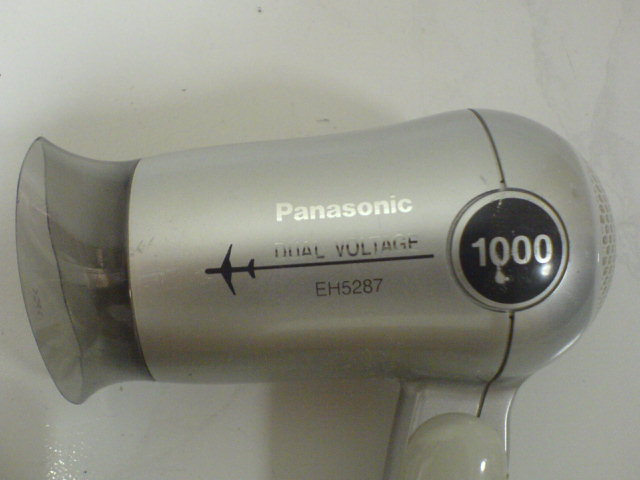 Panasonic
DUAL VOLTAGE
EH5287
1000